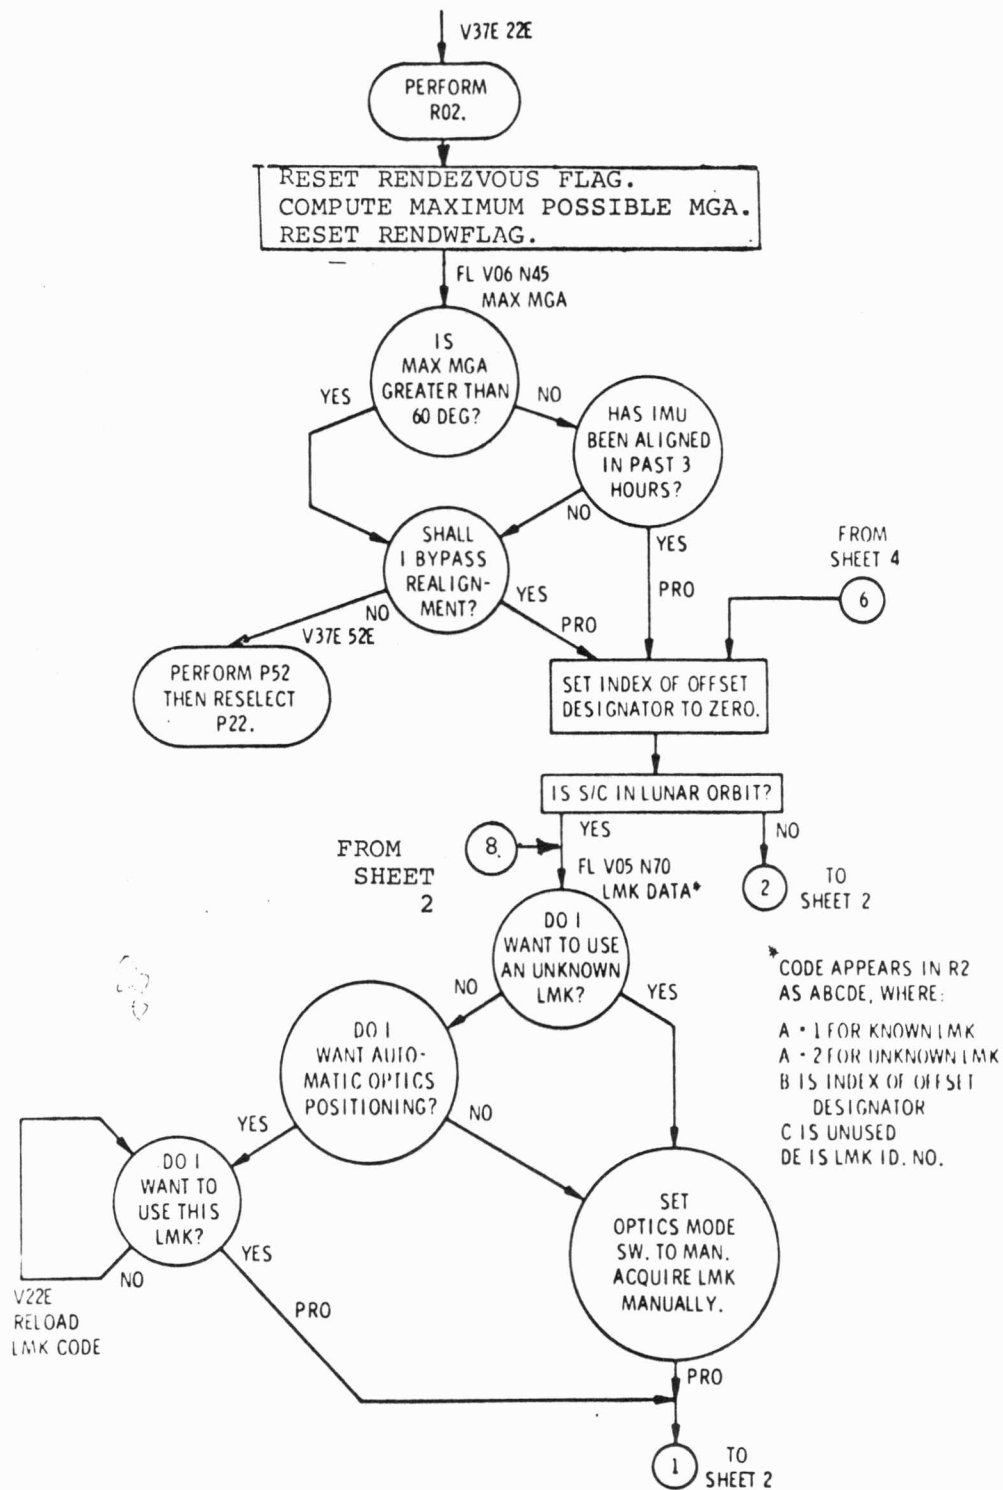 V37E 22E
PERFORM
R02.
RESET RENDEZVOUS FLAG.
COMPUTE MAXIMUM POSSIBLE MGA.
RESET RENDWFLAG.
FL V06 N45
MAX MGA
IS
MAX MGA
GREATER THAN
60 DEG?
YES
NO
HAS IMU
BEEN ALIGNED
IN PAST 3
HOURS?
NO
YES
PRO
SHALL
I BYPASS
REALIGN-
MENT?
YES
PRO
NO
V37E 52E
PERFORM P52
THEN RESELECT
P22.
FROM
SHEET 4
6
SET INDEX OF OFFSET
DESIGNATOR TO ZERO.
IS S/C IN LUNAR ORBIT?
YES
NO
FROM
SHEET
2
8.
FL V05 N70
LMK DATA*
2
TO
SHEET 2
DO I
WANT TO USE
AN UNKNOWN
LMK?
NO
YES
*
CODE APPEARS IN R2
AS ABCDE, WHERE:
A = 1 FOR KNOWN LMK
A = 2 FOR UNKNOWN LMK
B IS INDEX OF OFFSET
DESIGNATOR
C IS UNUSED
DE IS LMK ID. NO.
DO I
WANT AUTO-
MATIC OPTICS
POSITIONING?
YES
NO
DO I
WANT TO
USE THIS
LMK?
NO
YES
PRO
V22E
RELOAD
LMK CODE
SET
OPTICS MODE
SW. TO MAN.
ACQUIRE LMK
MANUALLY.
PRO
1
TO
SHEET 2